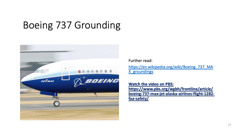 Boeing 737 Grounding
Further read:
https://en.wikipedia.org/wiki/Boeing_737_MA
X_groundings
Watch the video on PBS:
https://www.pbs.org/wgbh/frontline/article/
boeing-737-max-jet-alaska-airlines-flight-1282-
faa-safety/
BOEING